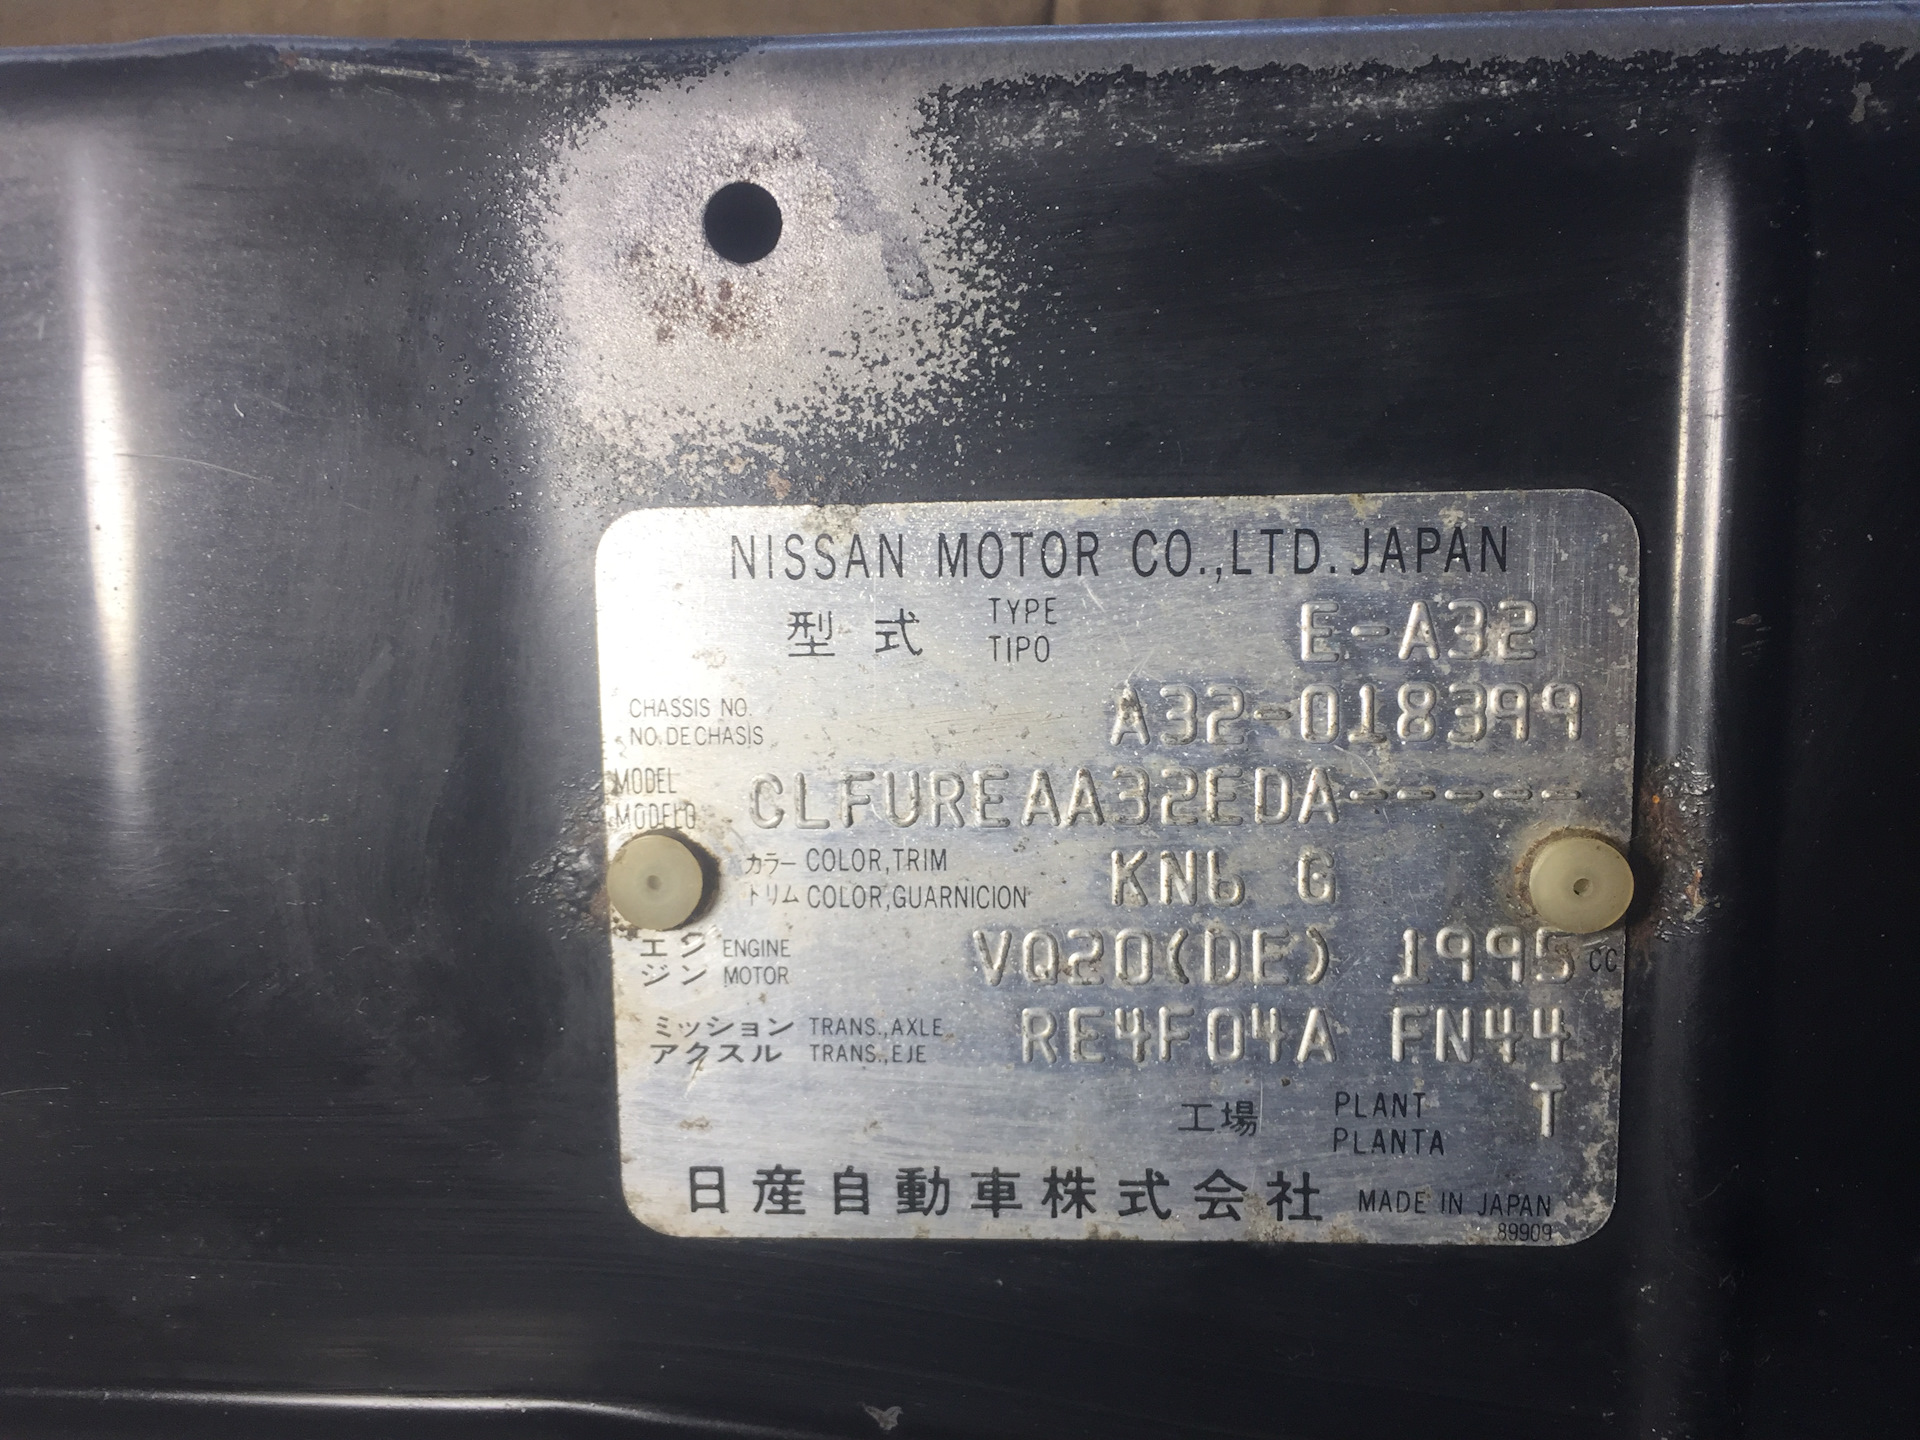 NISSAN MOTOR CO.,LTD. JAPAN
型式 TYPE E-A32
TIPO
CHASSIS NO. A32-018399
NO. DE CHASIS
MODEL CLFUREAA32EDA-----
MODELO
カラー COLOR,TRIM KN6 G
トリム COLOR,GUARNICION
エン ENGINE VQ20(DE) 1995 CC
ジン MOTOR
ミッション TRANS.,AXLE RE4F04A FN44
アクスル TRANS.,EJE
工場 PLANT T
PLANTA
日産自動車株式会社 MADE IN JAPAN
89909